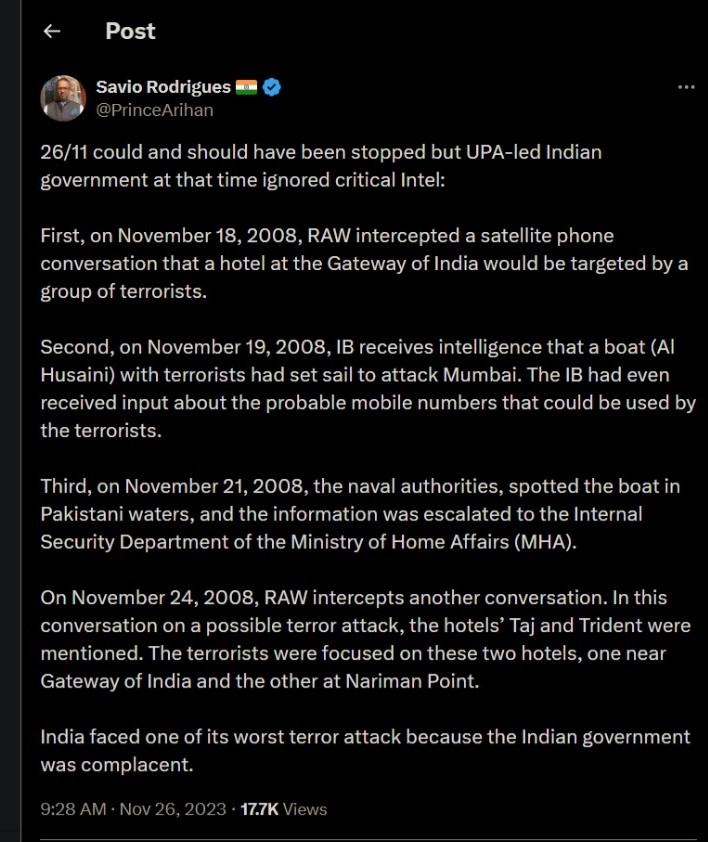 Post
Savio Rodrigues
@PrinceArihan
26/11 could and should have been stopped but UPA-led Indian
government at that time ignored critical Intel:
First, on November 18, 2008, RAW intercepted a satellite phone
conversation that a hotel at the Gateway of India would be targeted by a
group of terrorists.
Second, on November 19, 2008, IB receives intelligence that a boat (Al
Husaini) with terrorists had set sail to attack Mumbai. The IB had even
received input about the probable mobile numbers that could be used by
the terrorists.
Third, on November 21, 2008, the naval authorities, spotted the boat in
Pakistani waters, and the information was escalated to the Internal
Security Department of the Ministry of Home Affairs (MHA).
On November 24, 2008, RAW intercepts another conversation. In this
conversation on a possible terror attack, the hotels' Taj and Trident were
mentioned. The terrorists were focused on these two hotels, one near
Gateway of India and the other at Nariman Point.
India faced one of its worst terror attack because the Indian government
was complacent.
9:28 AM · Nov 26, 2023 · 17.7K Views